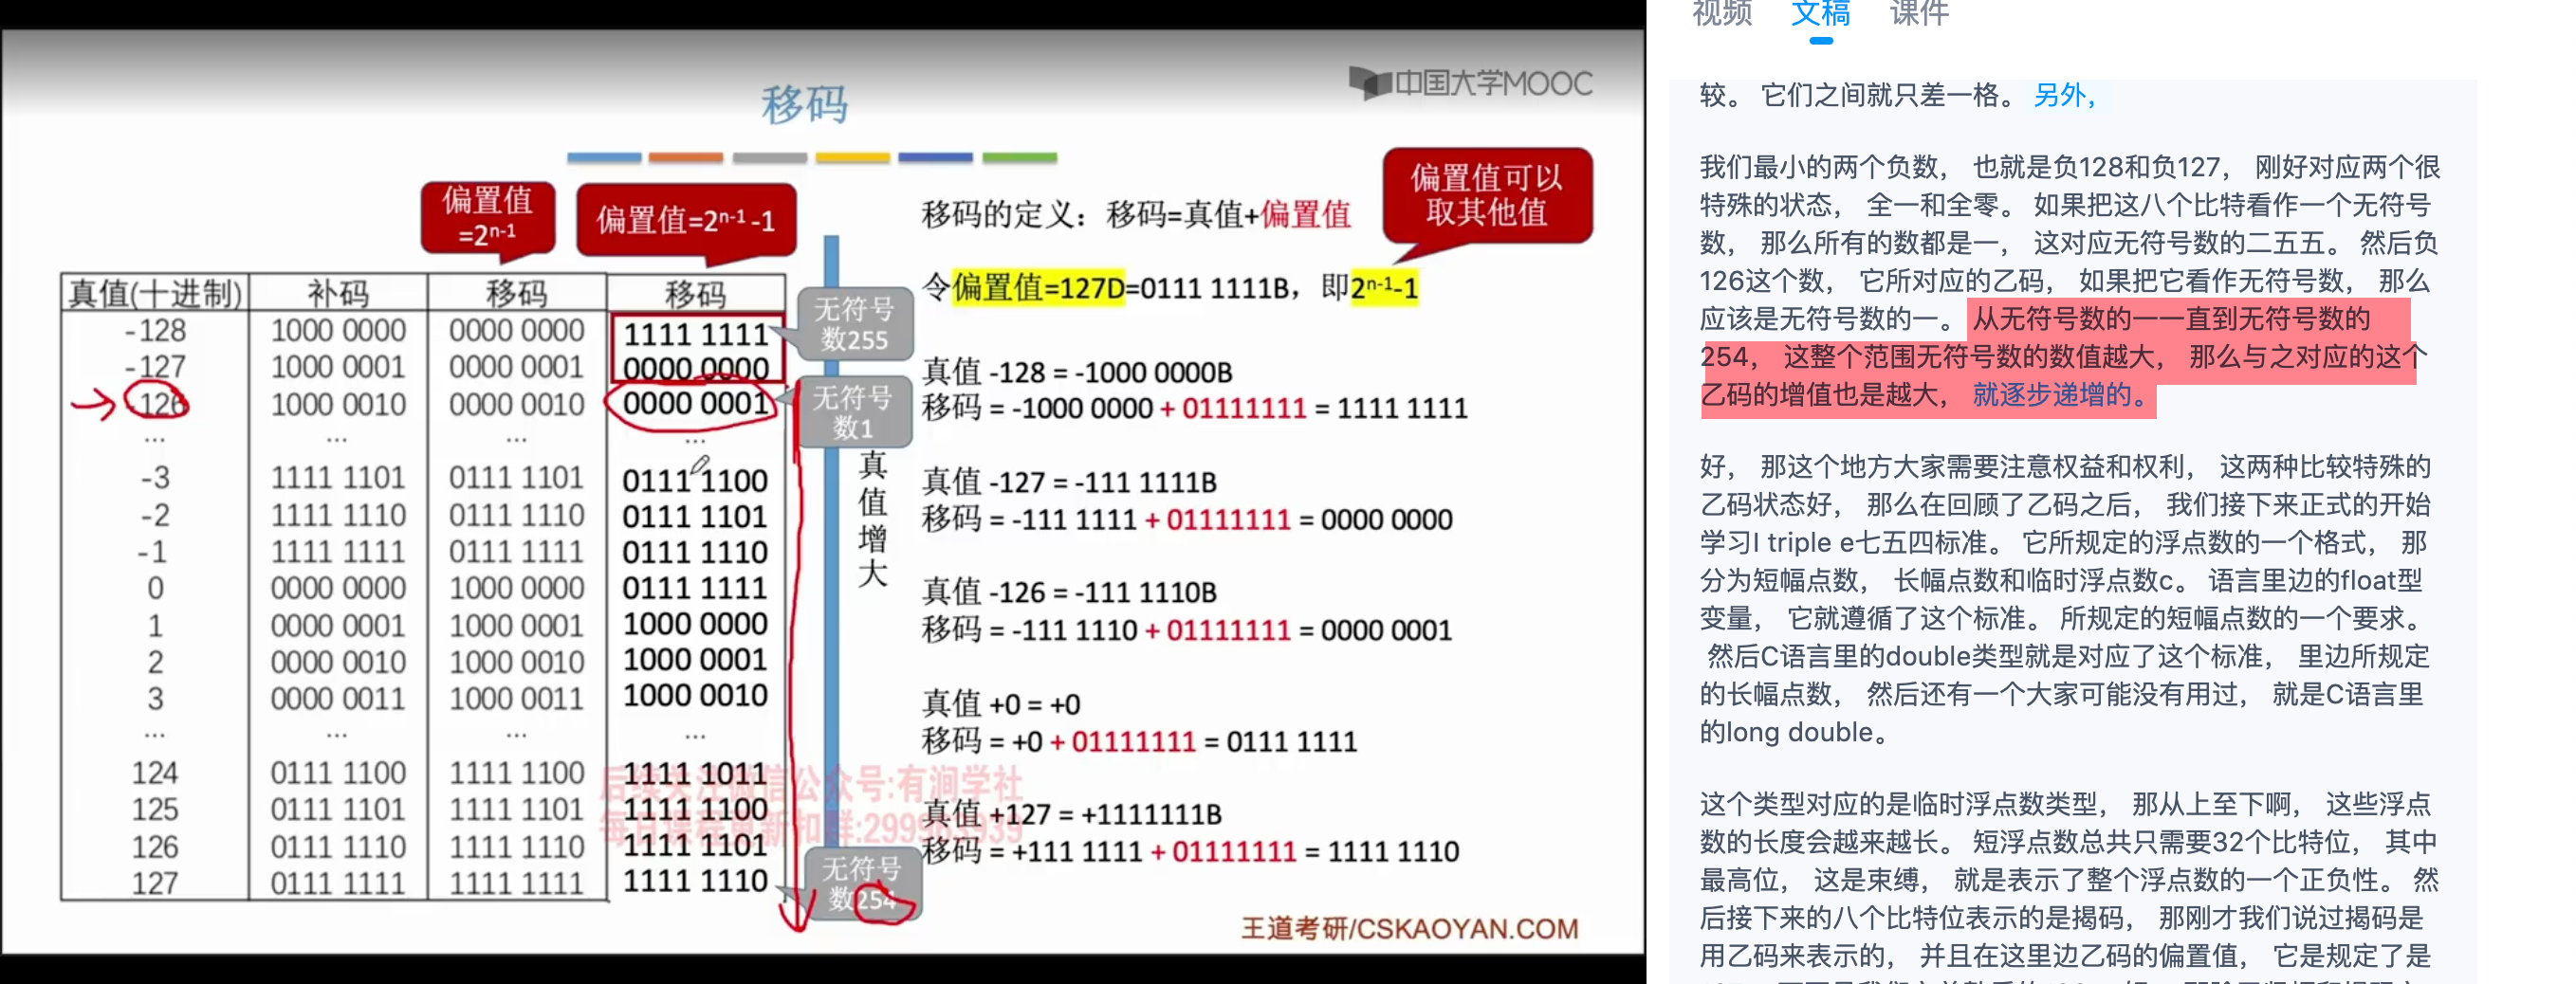 移码
中国大学MOOC
偏置值
=2ⁿ⁻¹
偏置值=2ⁿ⁻¹ -1
移码的定义：移码=真值+偏置值
偏置值可以
取其他值
令偏置值=127D=0111 1111B，即2ⁿ⁻¹-1
真值(十进制) 补码 移码 移码
-128 1000 0000 0000 0000 1111 1111
-127 1000 0001 0000 0001 0000 0000
-126 1000 0010 0000 0010 0000 0001
... ... ... ...
-3 1111 1101 0111 1101 0111 1100
-2 1111 1110 0111 1110 0111 1101
-1 1111 1111 0111 1111 0111 1110
0 0000 0000 1000 0000 0111 1111
1 0000 0001 1000 0001 1000 0000
2 0000 0010 1000 0010 1000 0001
3 0000 0011 1000 0011 1000 0010
... ... ... ...
124 0111 1100 1111 1100 1111 1011
125 0111 1101 1111 1101 1111 1100
126 0111 1110 1111 1110 1111 1101
127 0111 1111 1111 1111 1111 1110
无符号
数255
无符号
数1
真值增大
无符号
数254
真值 -128 = -1000 0000B
移码 = -1000 0000 + 01111111 = 1111 1111
真值 -127 = -111 1111B
移码 = -111 1111 + 01111111 = 0000 0000
真值 -126 = -111 1110B
移码 = -111 1110 + 01111111 = 0000 0001
真值 +0 = +0
移码 = +0 + 01111111 = 0111 1111
真值 +127 = +1111111B
移码 = +111 1111 + 01111111 = 1111 1110
王道考研/CSKAOYAN.COM
视频 文稿 课件
较。 它们之间就只差一格。 另外，
我们最小的两个负数， 也就是负128和负127， 刚好对应两个很
特殊的状态， 全一和全零。 如果把这八个比特看作一个无符号
数， 那么所有的数都是一， 这对应无符号数的二五五。 然后负
126这个数， 它所对应的乙码， 如果把它看作无符号数， 那么
应该是无符号数的一。 从无符号数的一一直到无符号数的
254， 这整个范围无符号数的数值越大， 那么与之对应的这个
乙码的增值也是越大， 就逐步递增的。
好， 那这个地方大家需要注意权益和权利， 这两种比较特殊的
乙码状态好， 那么在回顾了乙码之后， 我们接下来正式的开始
学习I triple e七五四标准。 它所规定的浮点数的一个格式， 那
分为短幅点数， 长幅点数和临时浮点数c。 语言里边的float型
变量， 它就遵循了这个标准。 所规定的短幅点数的一个要求。
然后C语言里的double类型就是对应了这个标准， 里边所规定
的长幅点数， 然后还有一个大家可能没有用过， 就是C语言里
的long double。
这个类型对应的是临时浮点数类型， 那从上至下啊， 这些浮点
数的长度会越来越长。 短浮点数总共只需要32个比特位， 其中
最高位， 这是束缚， 就是表示了整个浮点数的一个正负性。 然
后接下来的八个比特位表示的是揭码， 那刚才我们说过揭码是
用乙码来表示的， 并且在这里边乙码的偏置值， 它是规定了是